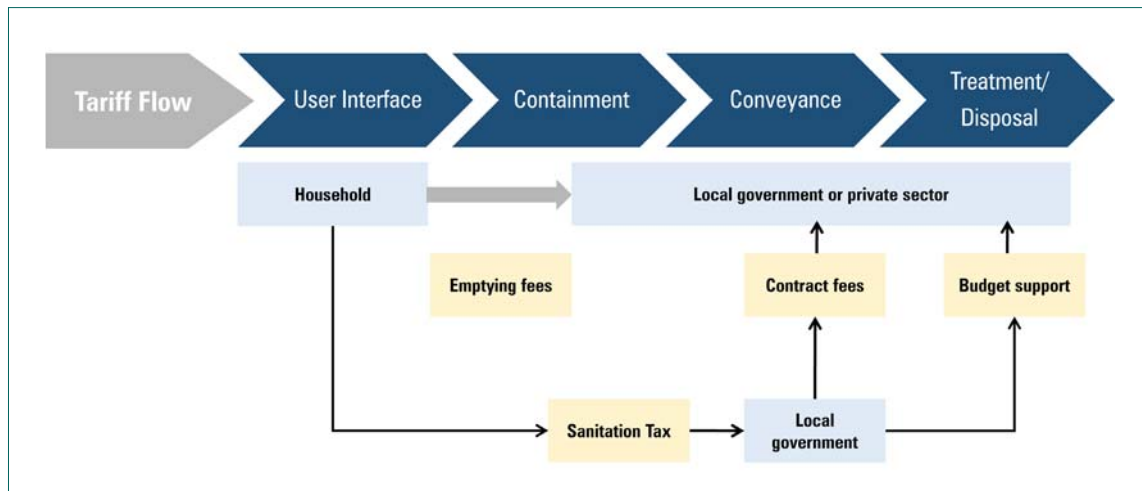 Tariff Flow
User Interface
Containment
Conveyance
Treatment/
Disposal
Household
Local government or private sector
Emptying fees
Contract fees
Budget support
Sanitation Tax
Local
government